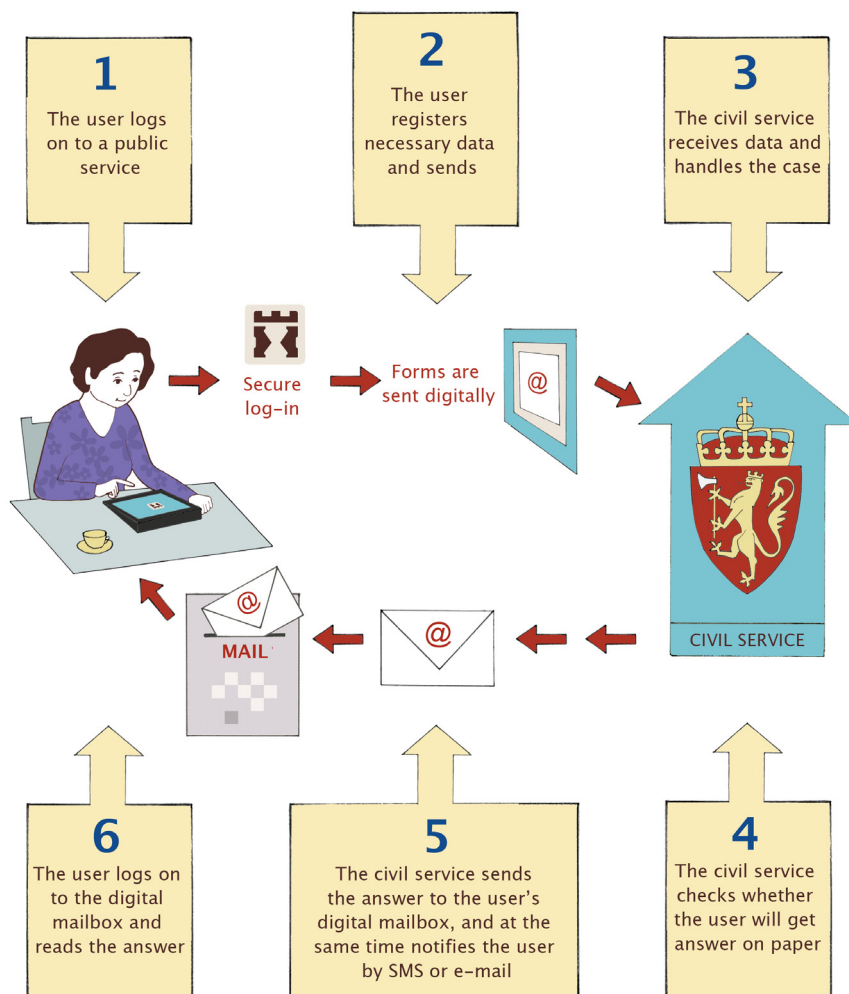 1
The user logs
on to a public
service
2
The user
registers
necessary data
and sends
3
The civil service
receives data and
handles the case
Secure
log-in
Forms are
sent digitally
@
CIVIL SERVICE
@
MAIL
@
6
The user logs on
to the digital
mailbox and
reads the answer
5
The civil service sends
the answer to the user's
digital mailbox, and at the
same time notifies the user
by SMS or e-mail
4
The civil service
checks whether
the user will get
answer on paper